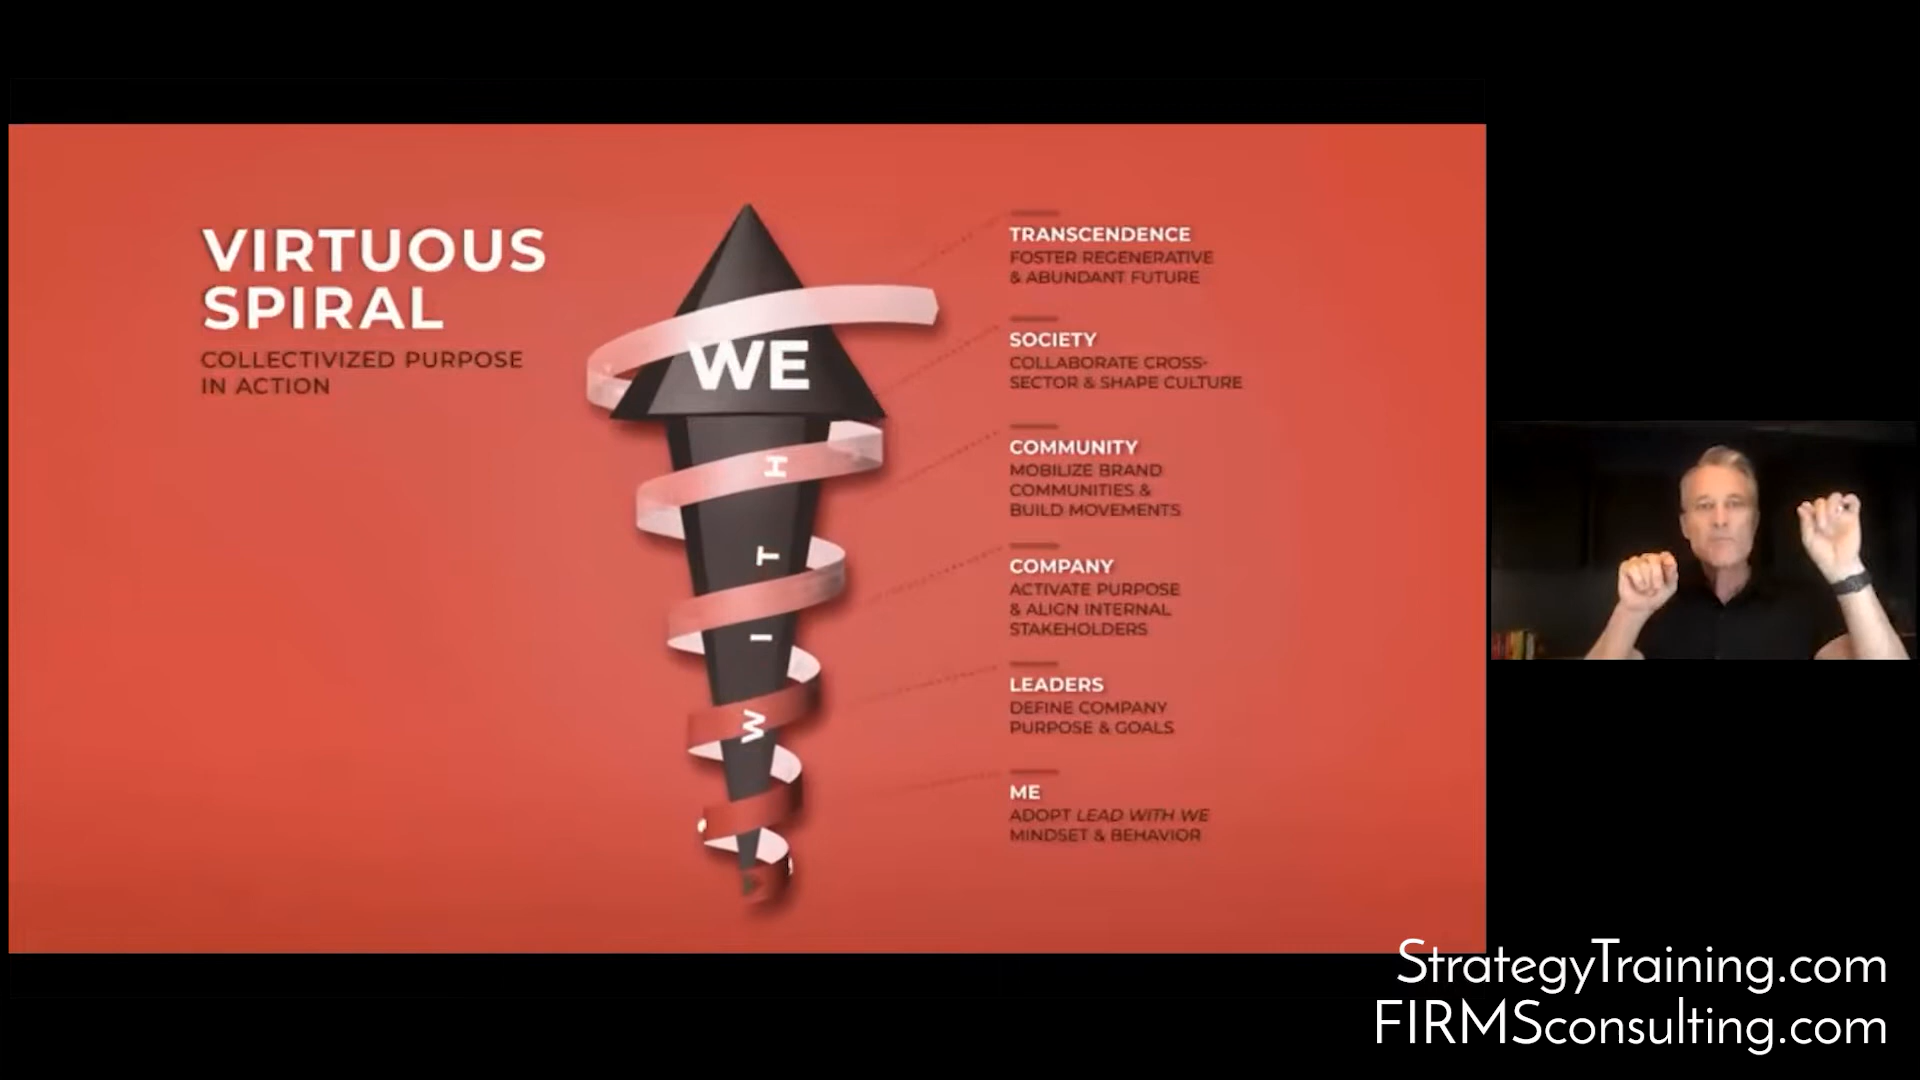 VIRTUOUS
SPIRAL
COLLECTIVIZED PURPOSE
IN ACTION
WE
WITH
TRANSCENDENCE
FOSTER REGENERATIVE
& ABUNDANT FUTURE
SOCIETY
COLLABORATE CROSS-
SECTOR & SHAPE CULTURE
COMMUNITY
MOBILIZE BRAND
COMMUNITIES &
BUILD MOVEMENTS
COMPANY
ACTIVATE PURPOSE
& ALIGN INTERNAL
STAKEHOLDERS
LEADERS
DEFINE COMPANY
PURPOSE & GOALS
ME
ADOPT LEAD WITH WE
MINDSET & BEHAVIOR
StrategyTraining.com
FIRMSconsulting.com